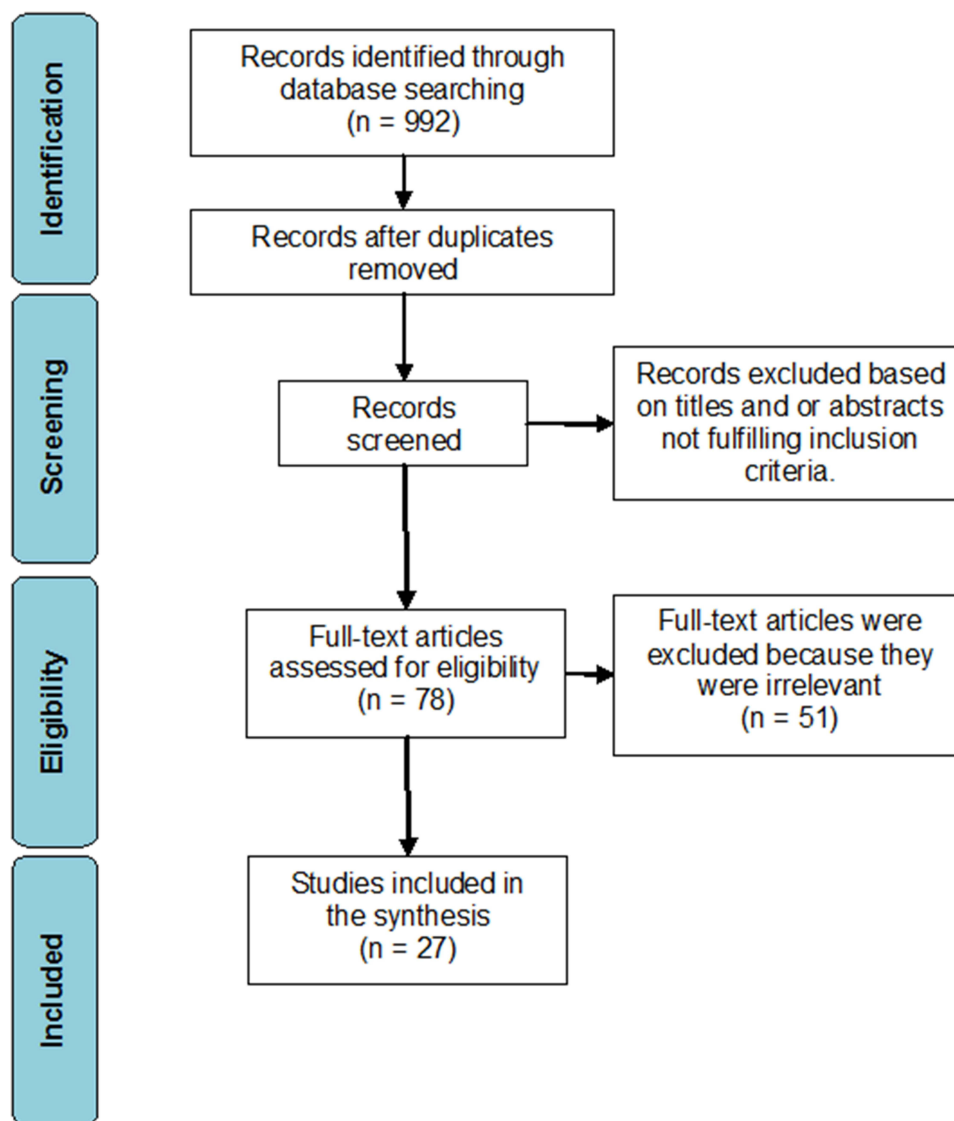 Identification
Records identified through
database searching
(n = 992)
Records after duplicates
removed
Screening
Records
screened
Records excluded based
on titles and or abstracts
not fulfilling inclusion
criteria.
Eligibility
Full-text articles
assessed for eligibility
(n = 78)
Full-text articles were
excluded because they
were irrelevant
(n = 51)
Included
Studies included in
the synthesis
(n = 27)